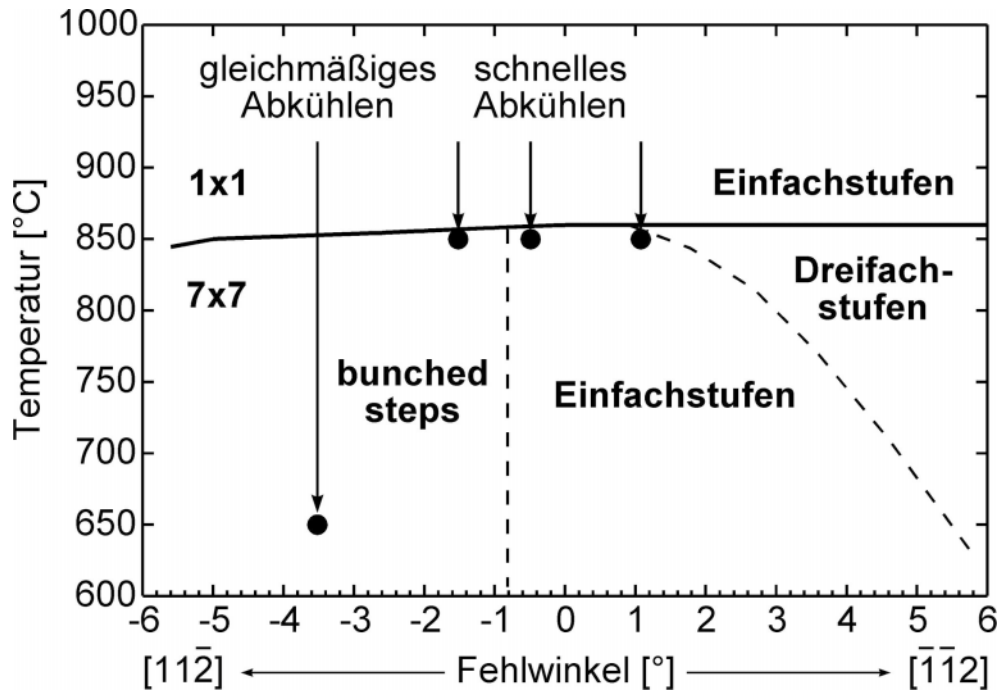 1000
950
900
850
800
750
700
650
600
Temperatur [°C]
gleichmäßiges
Abkühlen
schnelles
Abkühlen
1x1
Einfachstufen
7x7
Dreifach-
stufen
bunched
steps
Einfachstufen
-6 -5 -4 -3 -2 -1 0 1 2 3 4 5 6
[112̄] Fehlwinkel [°] [1̄1̄2]